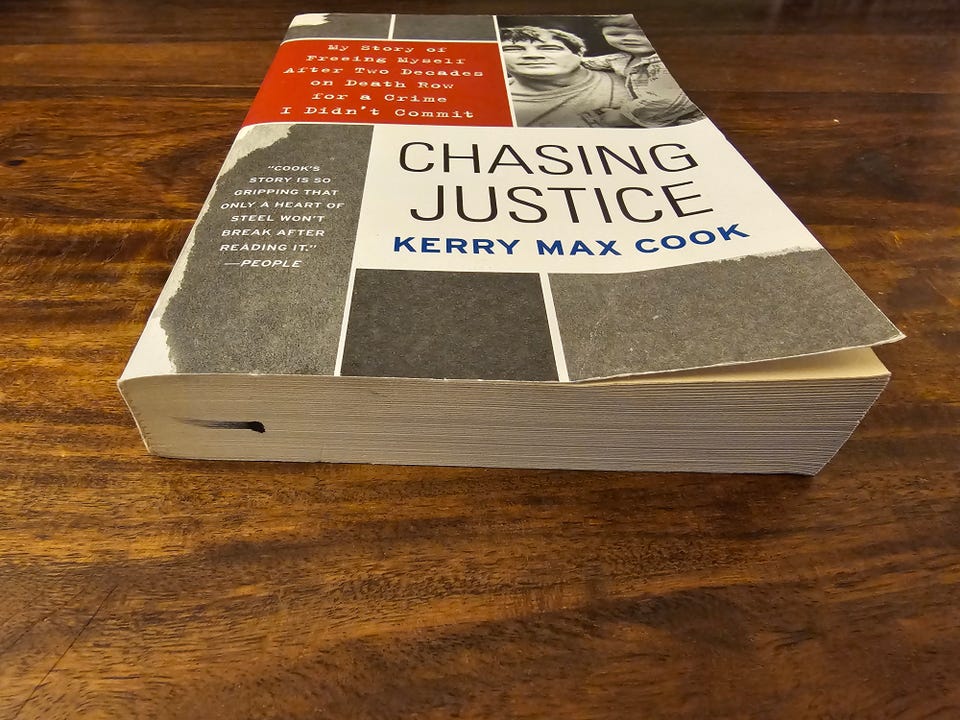 My Story of
Freeing Myself
After Two Decades
on Death Row
for a Crime
I Didn't Commit
CHASING
JUSTICE
KERRY MAX COOK
"COOK'S
STORY IS SO
GRIPPING THAT
ONLY A HEART OF
STEEL WON'T
BREAK AFTER
READING IT."
—PEOPLE